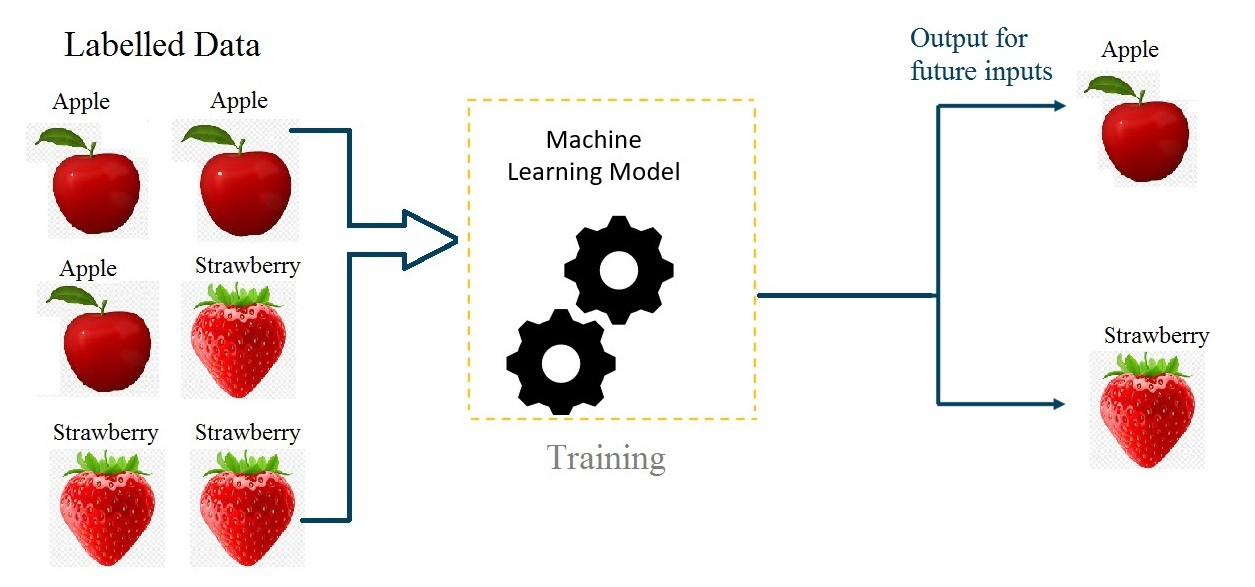 Labelled Data
Apple
Apple
Apple
Strawberry
Strawberry
Strawberry
Machine
Learning Model
Training
Output for
future inputs
Apple
Strawberry